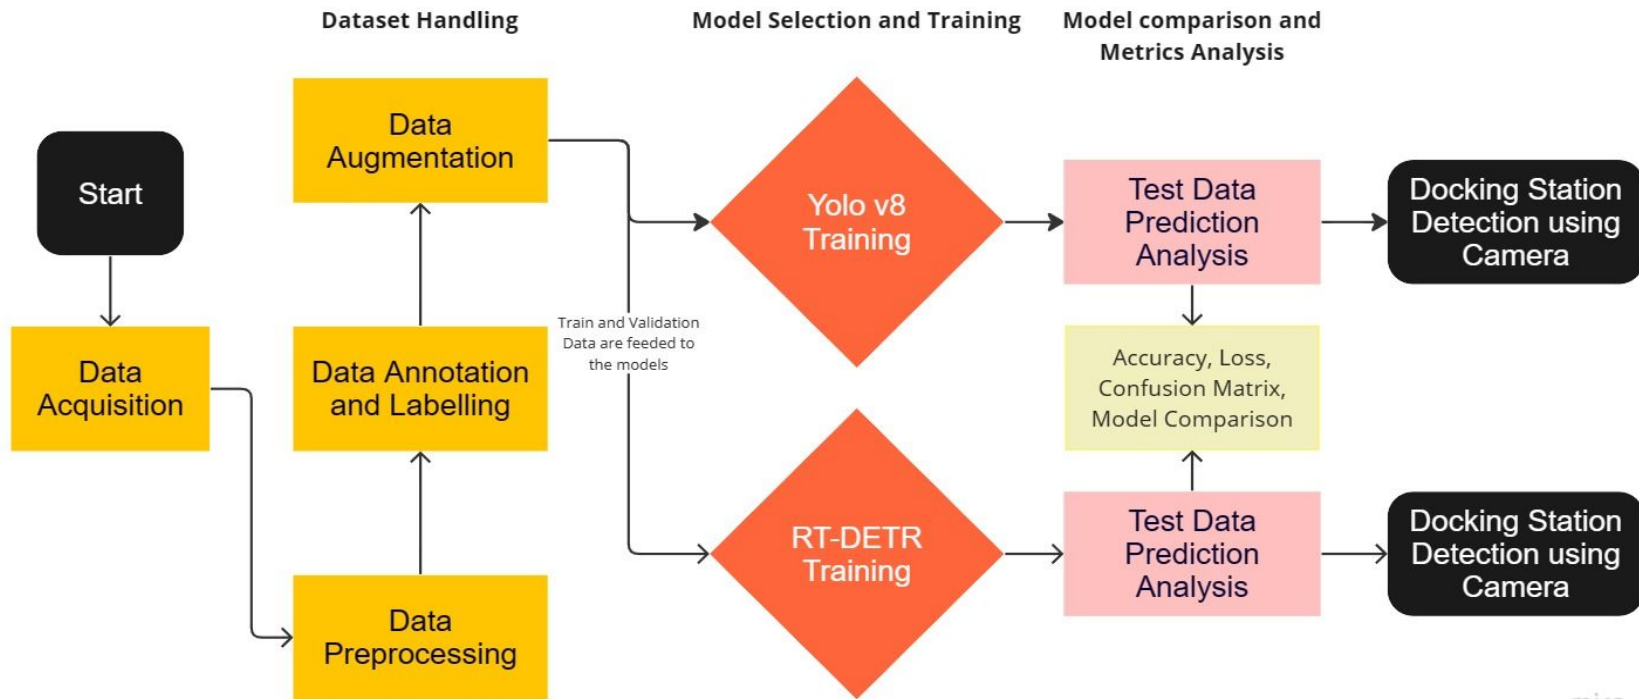 Dataset Handling
Model Selection and Training
Model comparison and
Metrics Analysis
Start
Data
Acquisition
Data
Augmentation
Data Annotation
and Labelling
Data
Preprocessing
Train and Validation
Data are feeded to
the models
Yolo v8
Training
RT-DETR
Training
Test Data
Prediction
Analysis
Accuracy, Loss,
Confusion Matrix,
Model Comparison
Test Data
Prediction
Analysis
Docking Station
Detection using
Camera
Docking Station
Detection using
Camera